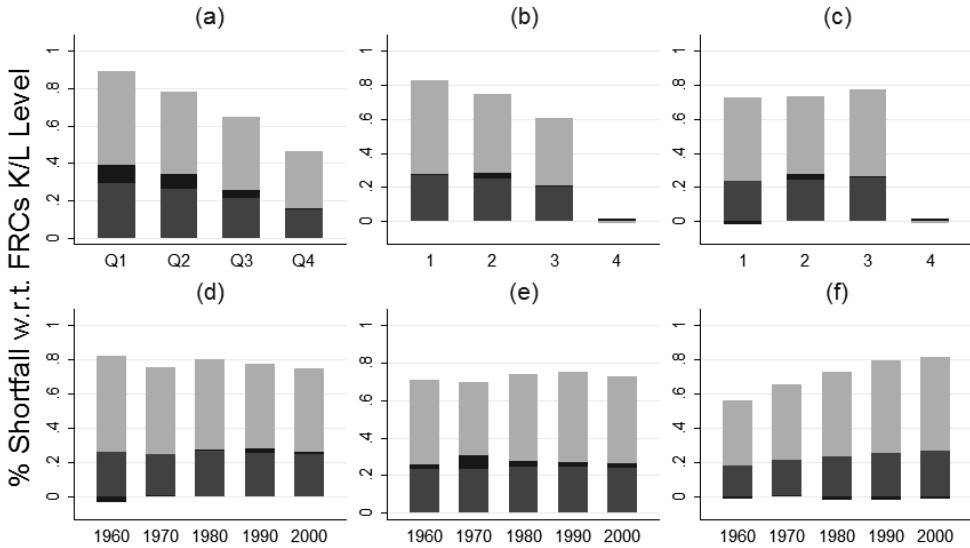 % Shortfall w.r.t. FRCs K/L Level
(a)
1
.8
.6
.4
.2
0
Q1 Q2 Q3 Q4
(b)
1
.8
.6
.4
.2
0
1 2 3 4
(c)
1
.8
.6
.4
.2
0
1 2 3 4
(d)
1
.8
.6
.4
.2
0
1960 1970 1980 1990 2000
(e)
1
.8
.6
.4
.2
0
1960 1970 1980 1990 2000
(f)
1
.8
.6
.4
.2
0
1960 1970 1980 1990 2000